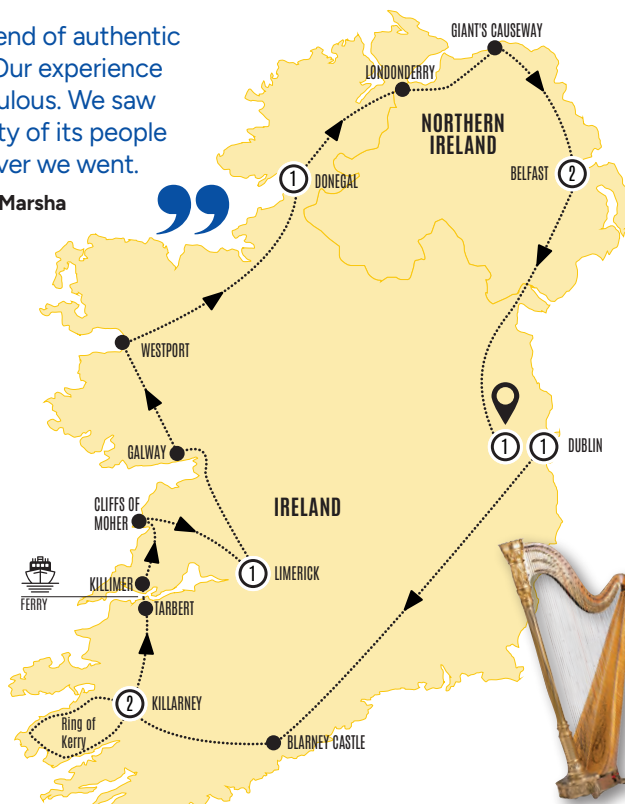 end of authentic
Our experience
ulous. We saw
ty of its people
ver we went.
Marsha
”
GIANT'S CAUSEWAY
LONDONDERRY
NORTHERN
IRELAND
BELFAST
2
1
DONEGAL
WESTPORT
1
1
DUBLIN
GALWAY
CLIFFS OF
MOHER
IRELAND
1
LIMERICK
KILLIMER
FERRY
TARBERT
2
KILLARNEY
Ring of
Kerry
BLARNEY CASTLE